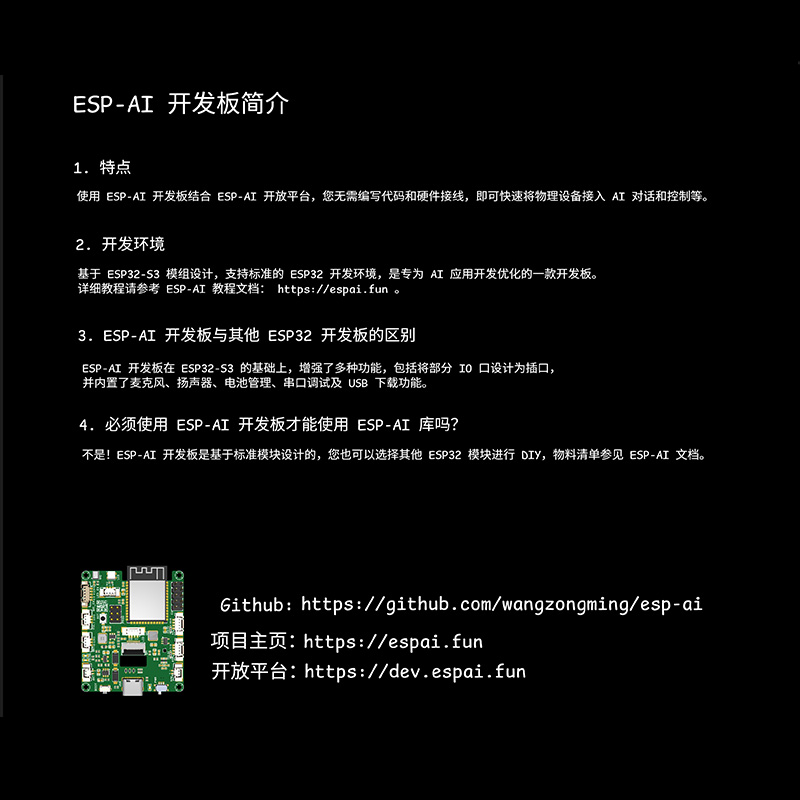 ESP-AI 开发板简介
1. 特点
使用 ESP-AI 开发板结合 ESP-AI 开放平台，您无需编写代码和硬件接线，即可快速将物理设备接入 AI 对话和控制等。
2. 开发环境
基于 ESP32-S3 模组设计，支持标准的 ESP32 开发环境，是专为 AI 应用开发优化的一款开发板。
详细教程请参考 ESP-AI 教程文档： https://espai.fun 。
3. ESP-AI 开发板与其他 ESP32 开发板的区别
ESP-AI 开发板在 ESP32-S3 的基础上，增强了多种功能，包括将部分 IO 口设计为插口，
并内置了麦克风、扬声器、电池管理、串口调试及 USB 下载功能。
4. 必须使用 ESP-AI 开发板才能使用 ESP-AI 库吗？
不是！ESP-AI 开发板是基于标准模块设计的，您也可以选择其他 ESP32 模块进行 DIY，物料清单参见 ESP-AI 文档。
Github: https://github.com/wangzongming/esp-ai
项目主页：https://espai.fun
开放平台：https://dev.espai.fun